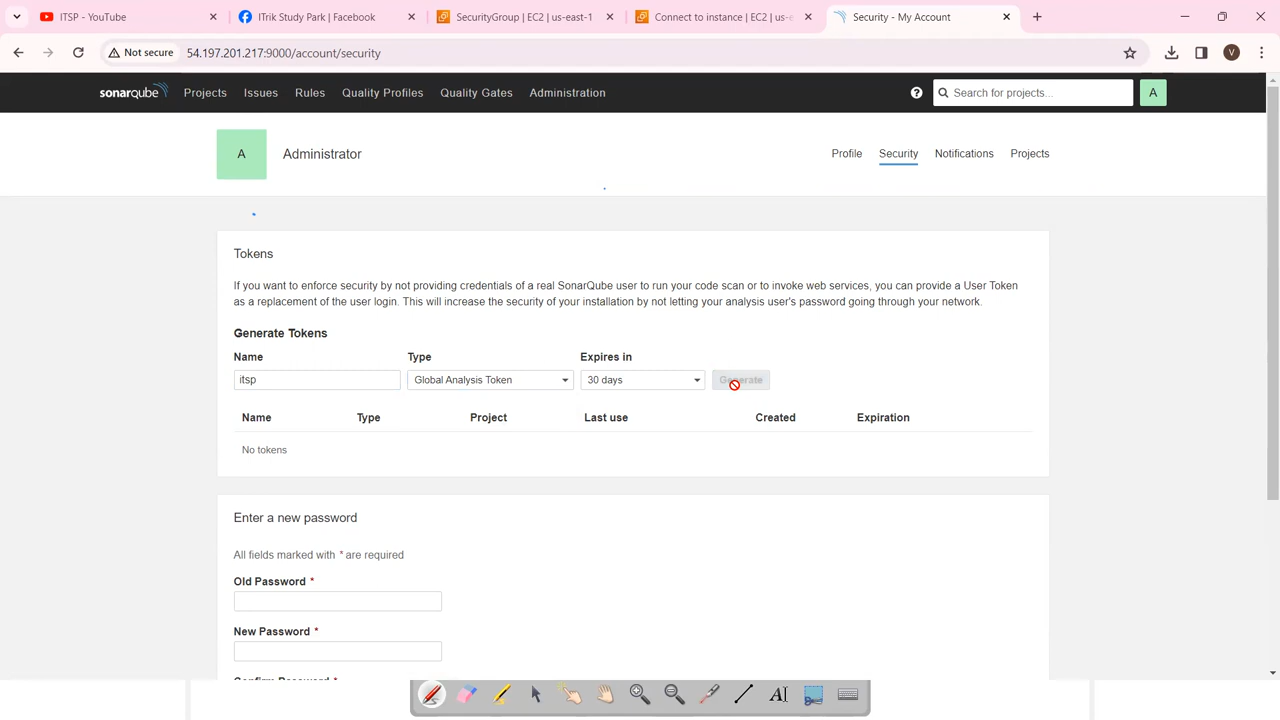 ITSP - YouTube
ITrik Study Park | Facebook
SecurityGroup | EC2 | us-east-1
Connect to instance | EC2 | us-e
Security - My Account
Not secure
54.197.201.217:9000/account/security
V
sonarqube
Projects
Issues
Rules
Quality Profiles
Quality Gates
Administration
?
Search for projects...
A
A
Administrator
Profile
Security
Notifications
Projects
Tokens
If you want to enforce security by not providing credentials of a real SonarQube user to run your code scan or to invoke web services, you can provide a User Token
as a replacement of the user login. This will increase the security of your installation by not letting your analysis user's password going through your network.
Generate Tokens
Name
Type
Expires in
itsp
Global Analysis Token
30 days
Generate
Name
Type
Project
Last use
Created
Expiration
No tokens
Enter a new password
All fields marked with * are required
Old Password *
New Password *
Confirm Password *